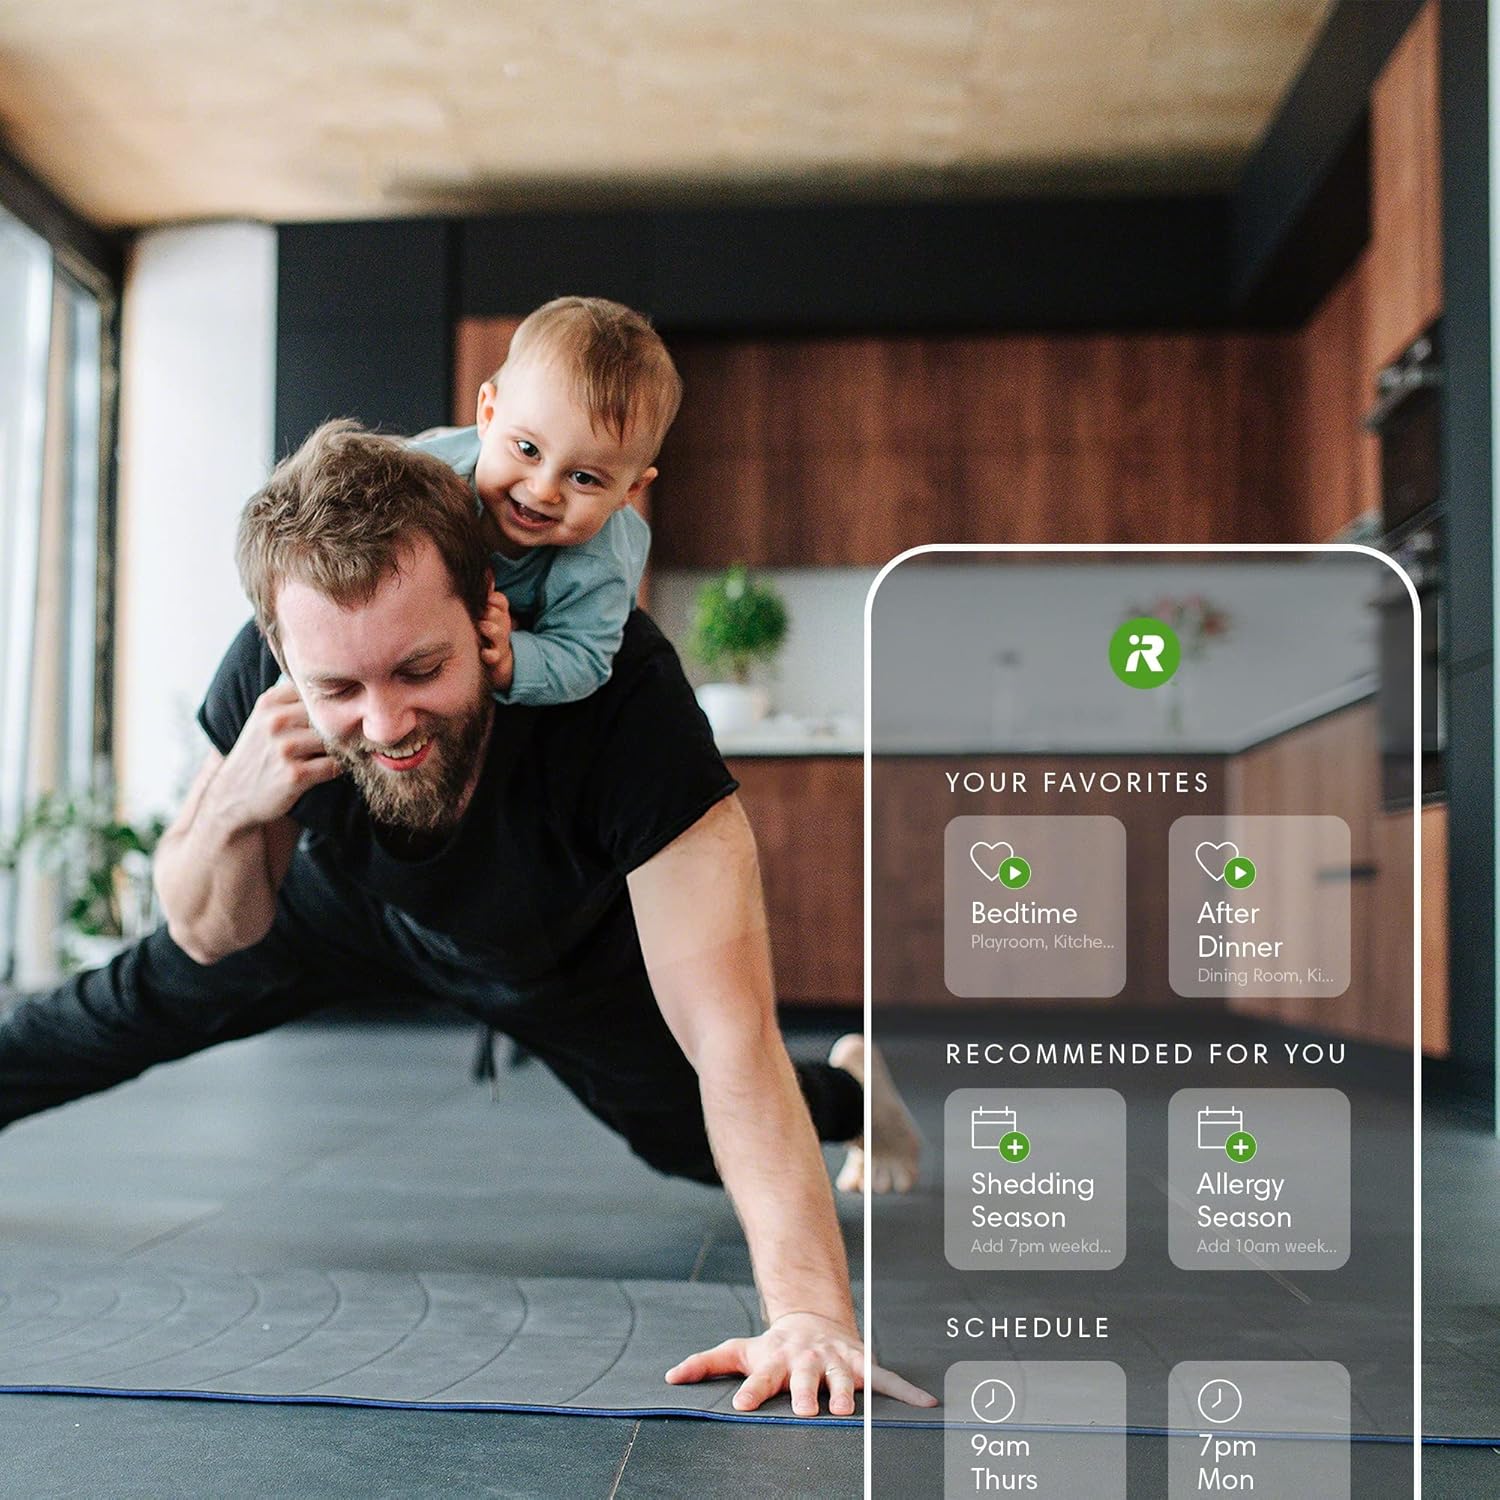 iR
YOUR FAVORITES
Bedtime
Playroom, Kitche...
After
Dinner
Dining Room, Ki...
RECOMMENDED FOR YOU
Shedding
Season
Add 7pm weekd...
Allergy
Season
Add 10am week...
SCHEDULE
9am
Thurs
7pm
Mon